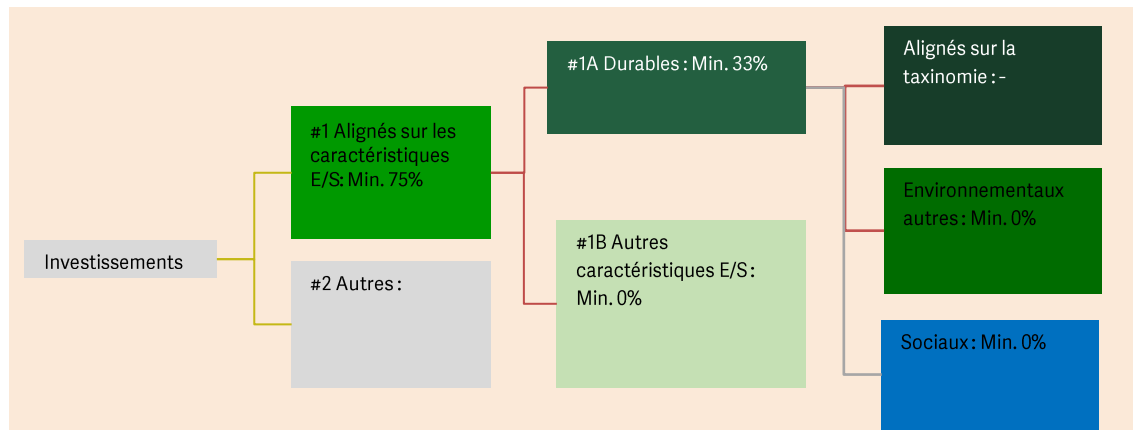 Investissements
#1 Alignés sur les
caractéristiques
E/S: Min. 75%
#2 Autres :
#1A Durables : Min. 33%
#1B Autres
caractéristiques E/S :
Min. 0%
Alignés sur la
taxinomie : -
Environnementaux
autres : Min. 0%
Sociaux : Min. 0%